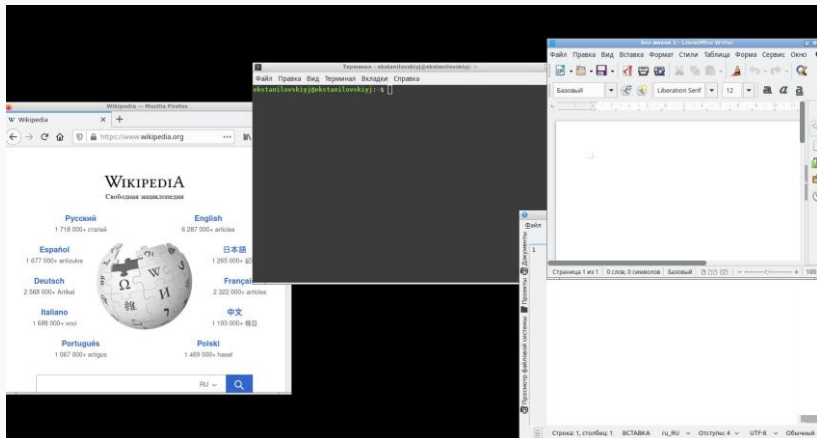 Wikipedia — Mozilla Firefox
W Wikipedia × +
https://www.wikipedia.org
WIKIPEDIA
Свободная энциклопедия
Русский
1 718 000+ статей
English
6 287 000+ articles
Español
1 677 000+ artículos
日本語
1 265 000+ 記
Deutsch
2 568 000+ Artikel
Français
2 322 000+ articles
Italiano
1 688 000+ voci
中文
1 193 000+ 條目
Português
1 067 000+ artigos
Polski
1 469 000+ haseł
RU
Терминал - ekstanilovskiyj@ekstanilovskiyj: ~
Файл Правка Вид Терминал Вкладки Справка
ekstanilovskiyj@ekstanilovskiyj:~$
Без имени 1 - LibreOffice Writer
Файл Правка Вид Вставка Формат Стили Таблица Форма Сервис Окно
Базовый Liberation Serif 12 a a a
Страница 1 из 1 0 слов, 0 символов Базовый 100
Файл
1
Документы
Проекты
Просмотр файловой системы
Строка: 1, столбец: 1 ВСТАВКА ru_RU Отступы: 4 UTF-8 Обычный